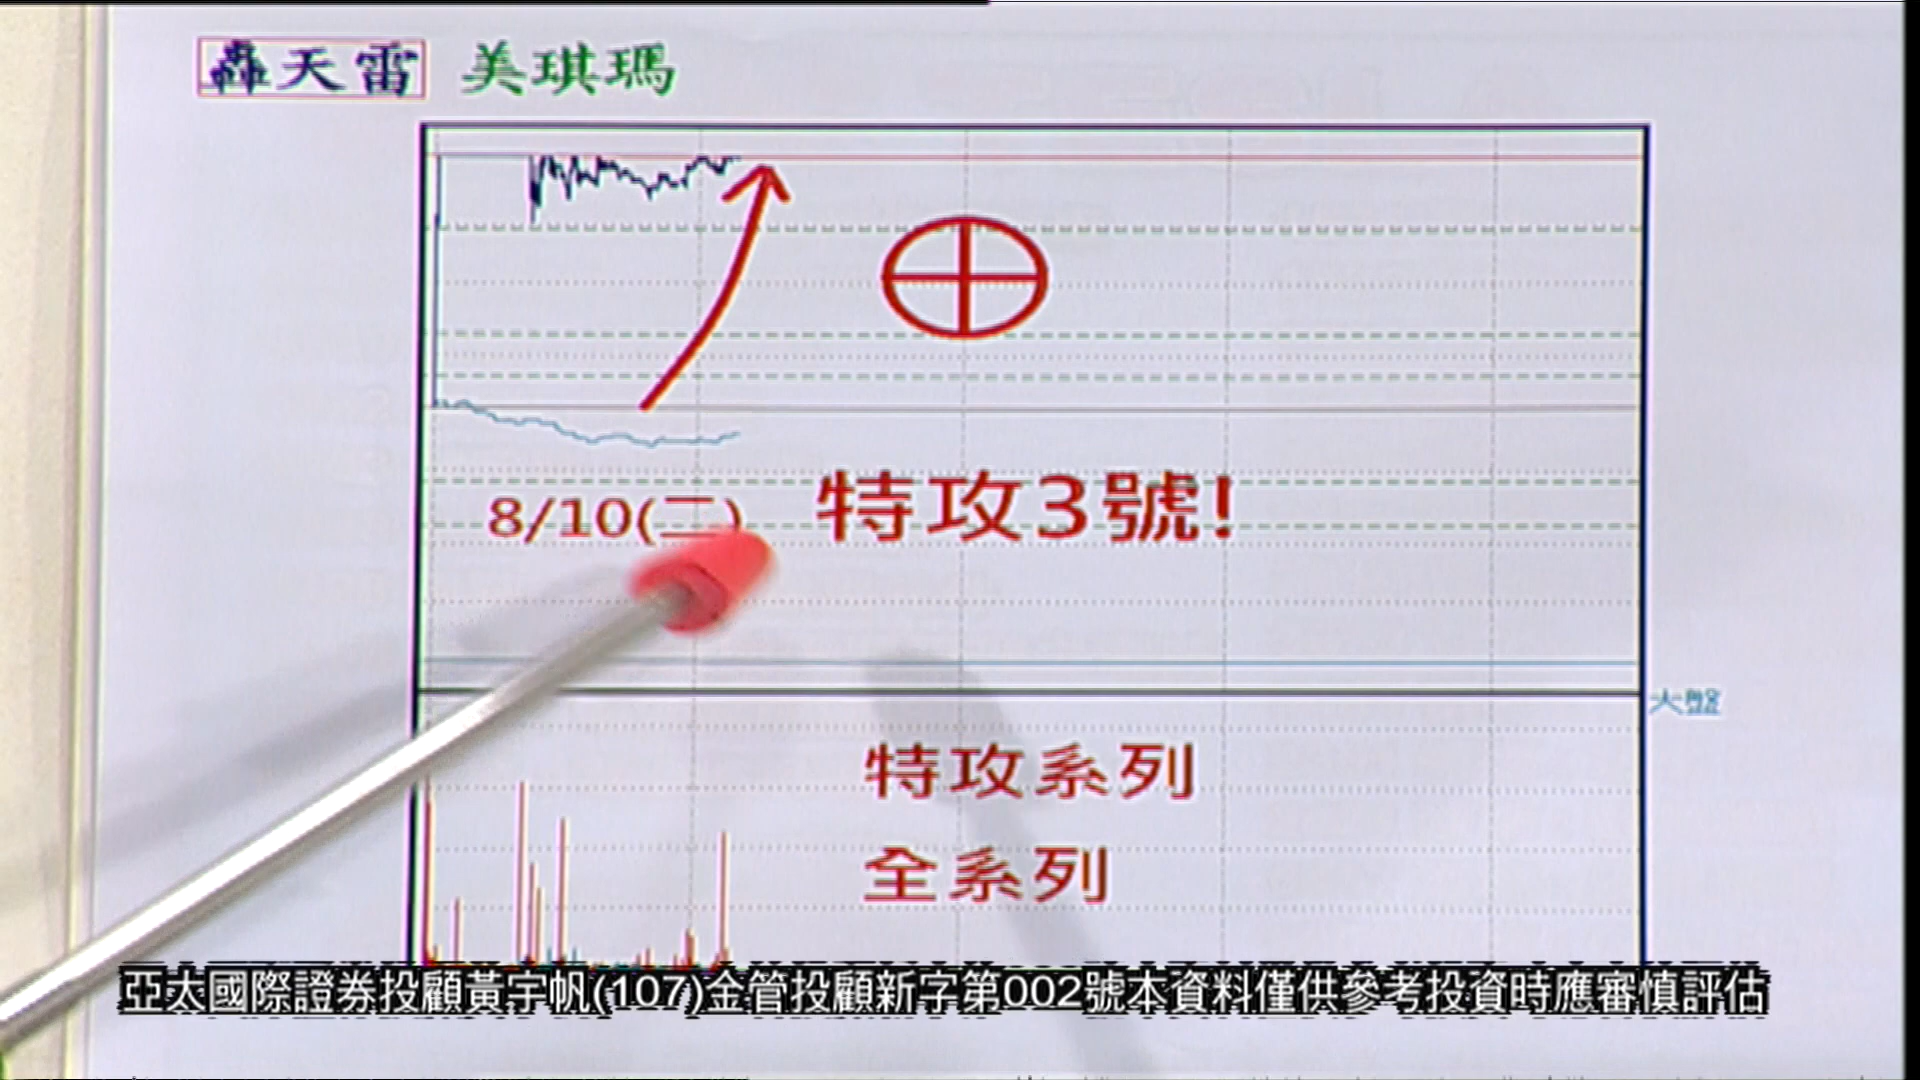 轟天雷 美琪瑪
8/10(二) 特攻3號!
大盤
特攻系列
全系列
亞太國際證券投顧黃宇帆(107)金管投顧新字第002號本資料僅供參考投資時應審慎評估